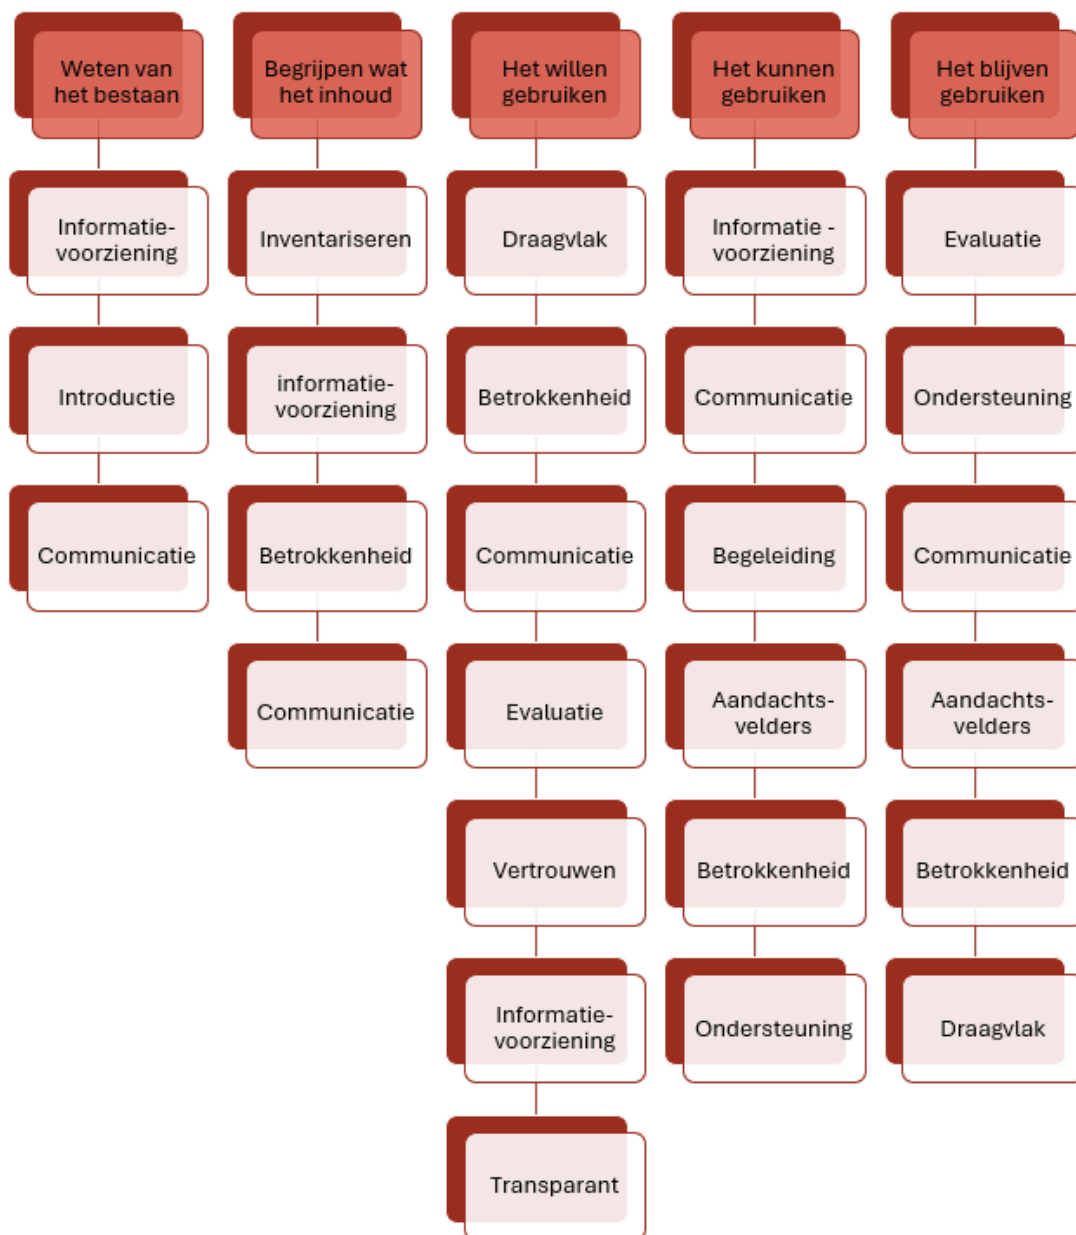 Weten van
het bestaan
Informatie-
voorziening
Introductie
Communicatie
Begrijpen wat
het inhoud
Inventariseren
informatie-
voorziening
Betrokkenheid
Communicatie
Het willen
gebruiken
Draagvlak
Betrokkenheid
Communicatie
Evaluatie
Vertrouwen
Informatie-
voorziening
Transparant
Het kunnen
gebruiken
Informatie -
voorziening
Communicatie
Begeleiding
Aandachts-
velders
Betrokkenheid
Ondersteuning
Het blijven
gebruiken
Evaluatie
Ondersteuning
Communicatie
Aandachts-
velders
Betrokkenheid
Draagvlak